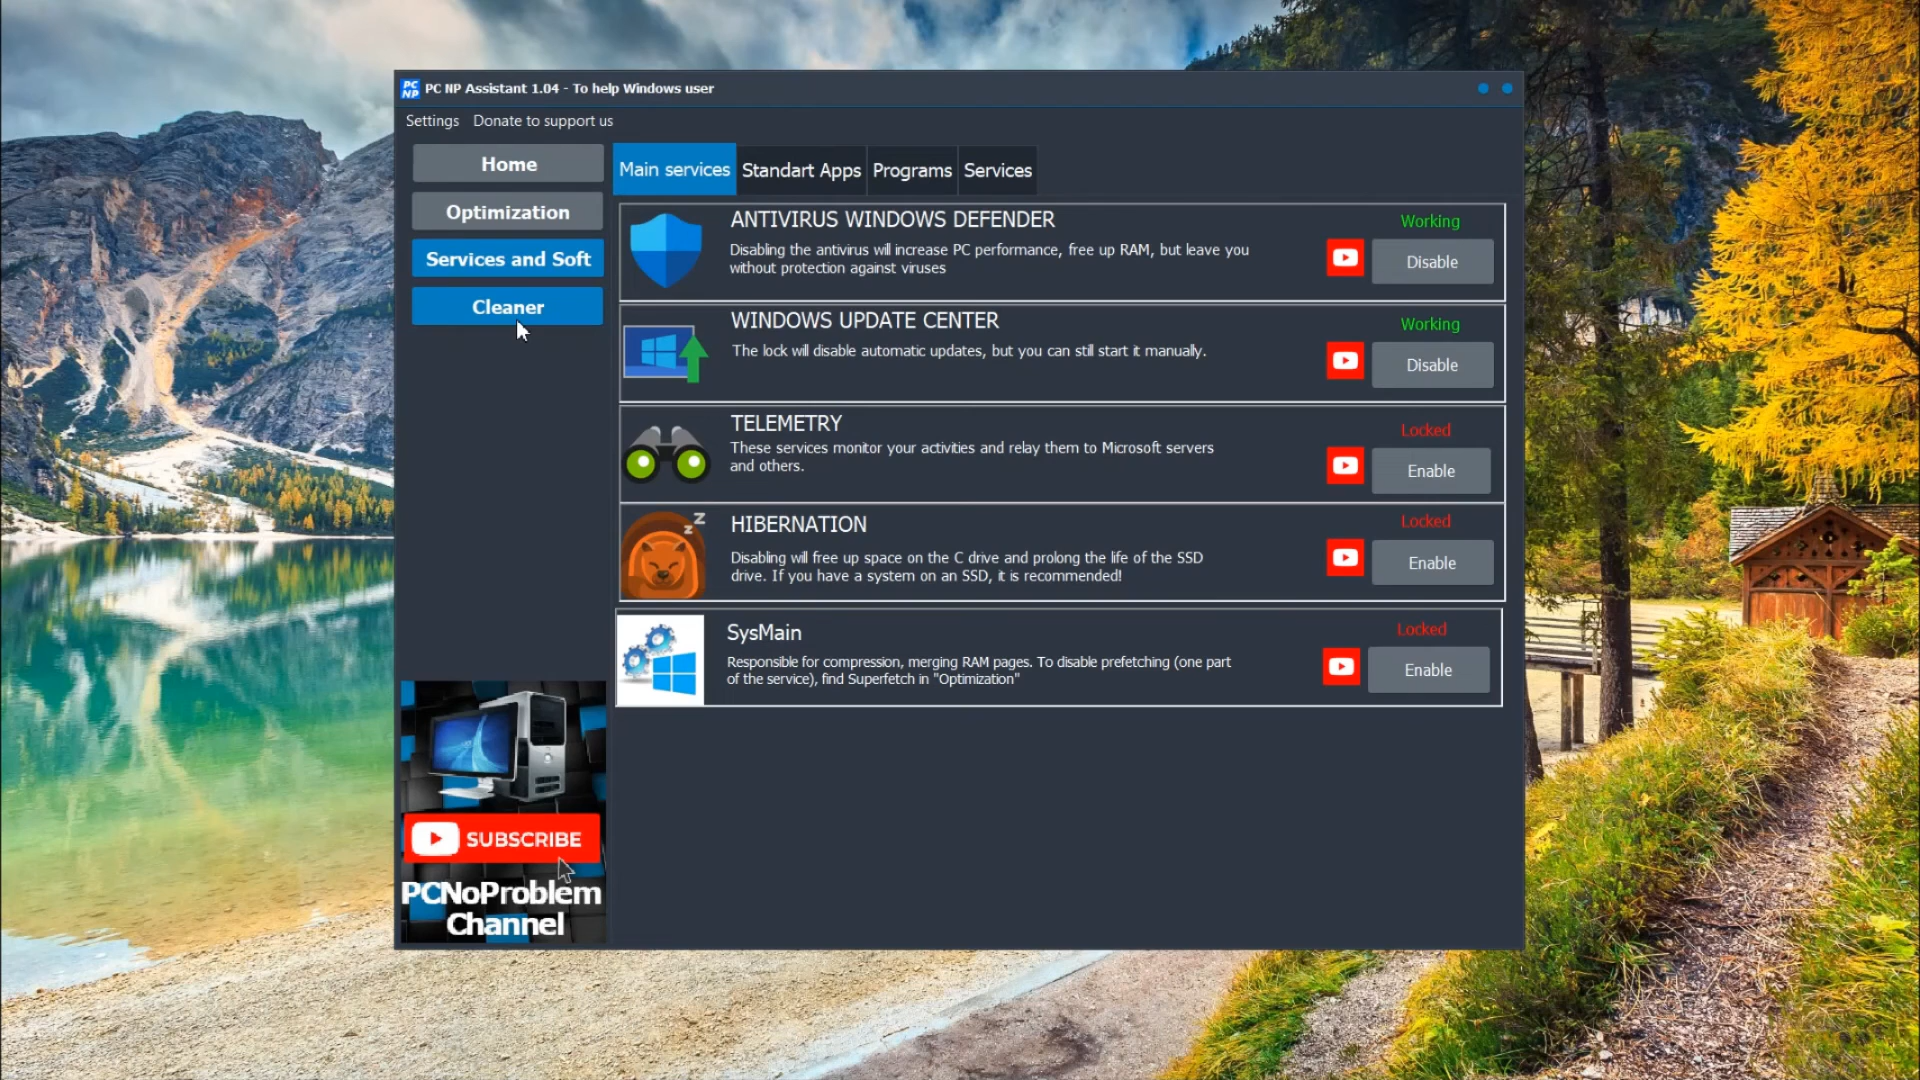 PC NP
PC NP Assistant 1.04 - To help Windows user
Settings Donate to support us
Home
Optimization
Services and Soft
Cleaner
Main services Standart Apps Programs Services
ANTIVIRUS WINDOWS DEFENDER
Disabling the antivirus will increase PC performance, free up RAM, but leave you
without protection against viruses
Working
Disable
WINDOWS UPDATE CENTER
The lock will disable automatic updates, but you can still start it manually.
Working
Disable
TELEMETRY
These services monitor your activities and relay them to Microsoft servers
and others.
Locked
Enable
z z
HIBERNATION
Disabling will free up space on the C drive and prolong the life of the SSD
drive. If you have a system on an SSD, it is recommended!
Locked
Enable
SysMain
Responsible for compression, merging RAM pages. To disable prefetching (one part
of the service), find Superfetch in "Optimization"
Locked
Enable
SUBSCRIBE
PCNoProblem
Channel